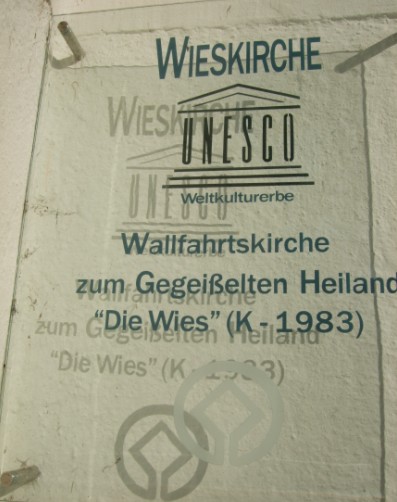 WIESKIRCHE
UNESCO
Weltkulturerbe
Wallfahrtskirche
zum Gegeißelten Heiland
"Die Wies" (K - 1983)